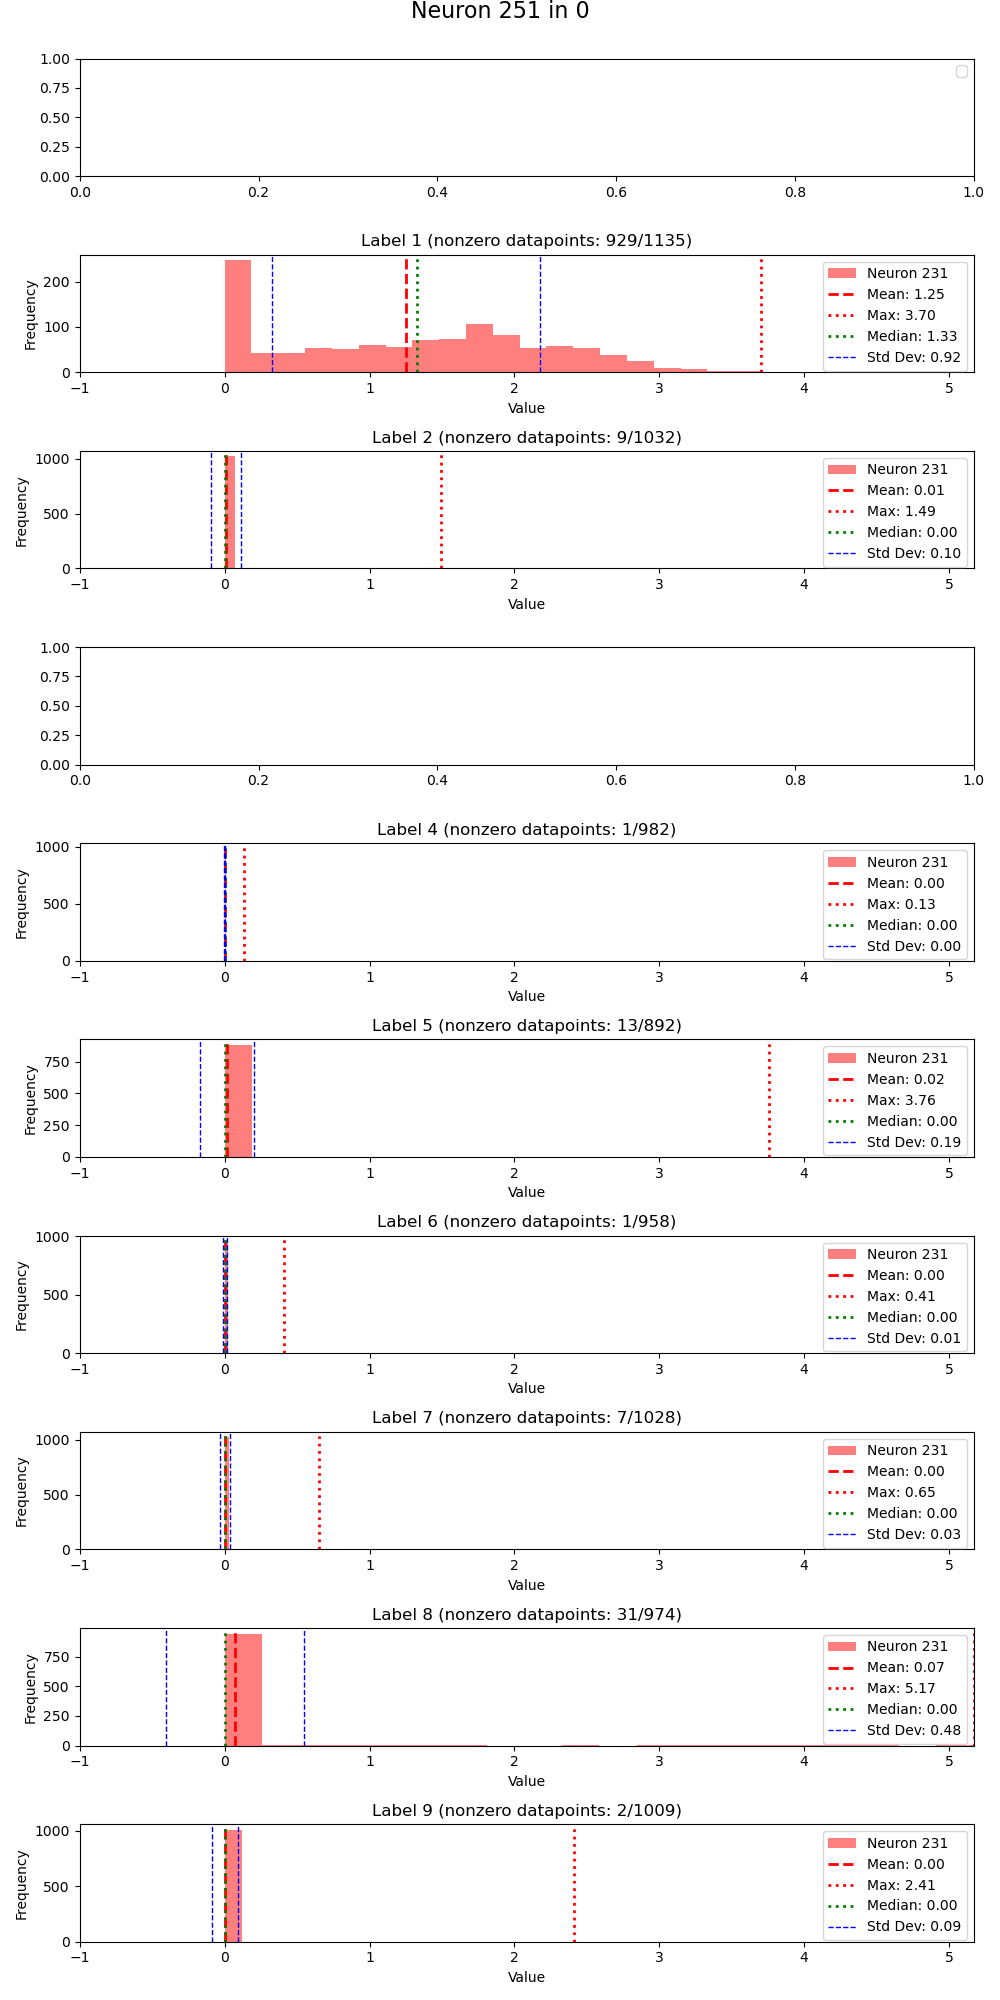 Neuron 251 in 0
1.00
0.75
0.50
0.25
0.00
0.0 0.2 0.4 0.6 0.8 1.0
Label 1 (nonzero datapoints: 929/1135)
Frequency
200
100
0
Neuron 231
Mean: 1.25
Max: 3.70
Median: 1.33
Std Dev: 0.92
−1 0 1 2 3 4 5
Value
Label 2 (nonzero datapoints: 9/1032)
Frequency
1000
500
0
Neuron 231
Mean: 0.01
Max: 1.49
Median: 0.00
Std Dev: 0.10
−1 0 1 2 3 4 5
Value
1.00
0.75
0.50
0.25
0.00
0.0 0.2 0.4 0.6 0.8 1.0
Label 4 (nonzero datapoints: 1/982)
Frequency
1000
500
0
Neuron 231
Mean: 0.00
Max: 0.13
Median: 0.00
Std Dev: 0.00
−1 0 1 2 3 4 5
Value
Label 5 (nonzero datapoints: 13/892)
Frequency
750
500
250
0
Neuron 231
Mean: 0.02
Max: 3.76
Median: 0.00
Std Dev: 0.19
−1 0 1 2 3 4 5
Value
Label 6 (nonzero datapoints: 1/958)
Frequency
1000
500
0
Neuron 231
Mean: 0.00
Max: 0.41
Median: 0.00
Std Dev: 0.01
−1 0 1 2 3 4 5
Value
Label 7 (nonzero datapoints: 7/1028)
Frequency
1000
500
0
Neuron 231
Mean: 0.00
Max: 0.65
Median: 0.00
Std Dev: 0.03
−1 0 1 2 3 4 5
Value
Label 8 (nonzero datapoints: 31/974)
Frequency
750
500
250
0
Neuron 231
Mean: 0.07
Max: 5.17
Median: 0.00
Std Dev: 0.48
−1 0 1 2 3 4 5
Value
Label 9 (nonzero datapoints: 2/1009)
Frequency
1000
500
0
Neuron 231
Mean: 0.00
Max: 2.41
Median: 0.00
Std Dev: 0.09
−1 0 1 2 3 4 5
Value